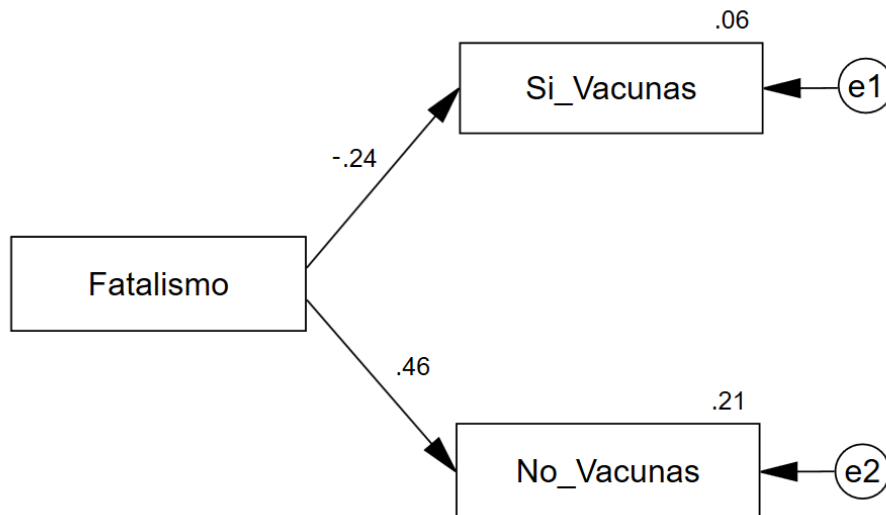 .06
Si_Vacunas
e1
-.24
Fatalismo
.46
.21
No_Vacunas
e2